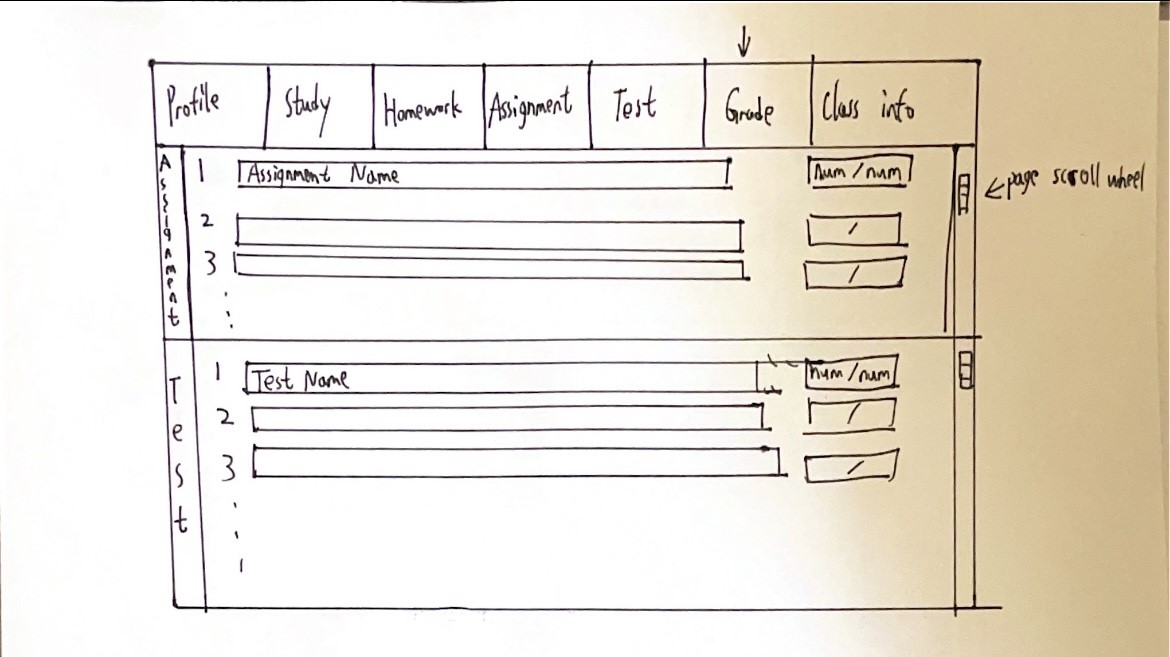 Profile Study Homework Assignment Test Grade Class info
Assignment
1 Assignment Name num/num
2 /
3 /
page scroll wheel
Test
1 Test Name num/num
2 /
3 /